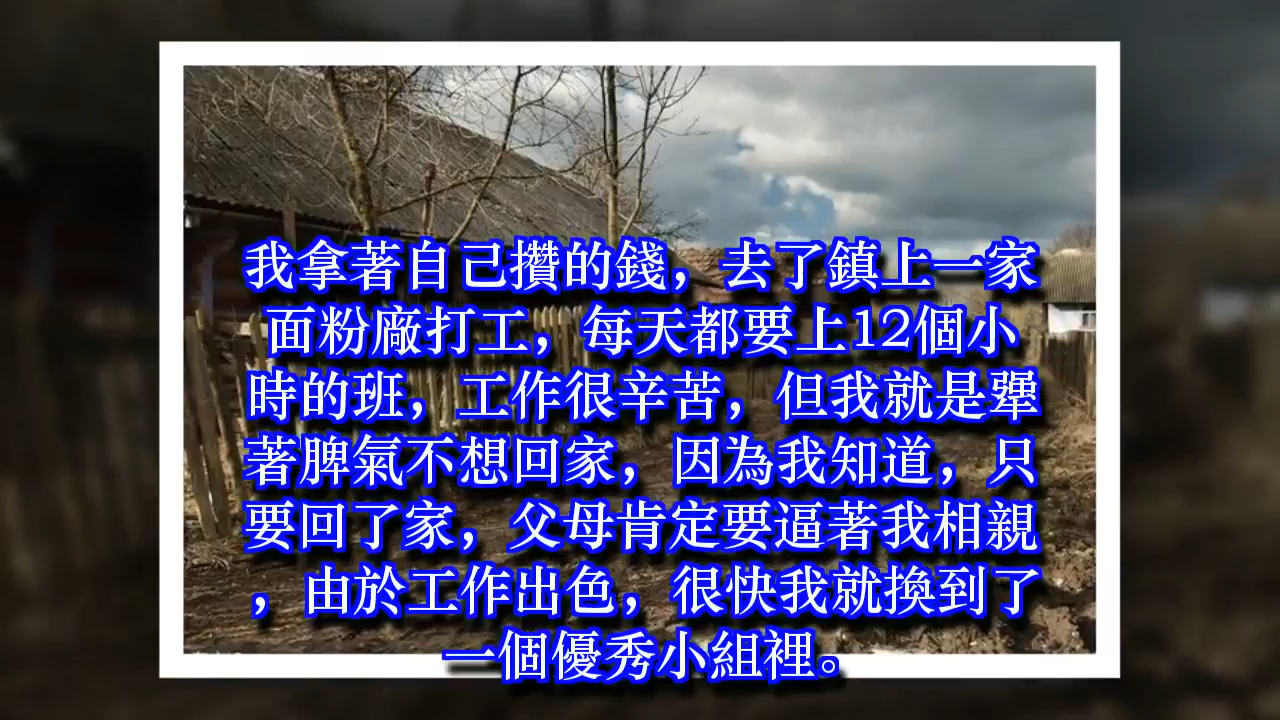 我拿著自己攢的錢，去了鎮上一家
面粉廠打工，每天都要上12個小
時的班，工作很辛苦，但我就是犟
著脾氣不想回家，因為我知道，只
要回了家，父母肯定要逼著我相親
，由於工作出色，很快我就換到了
一個優秀小組裡。